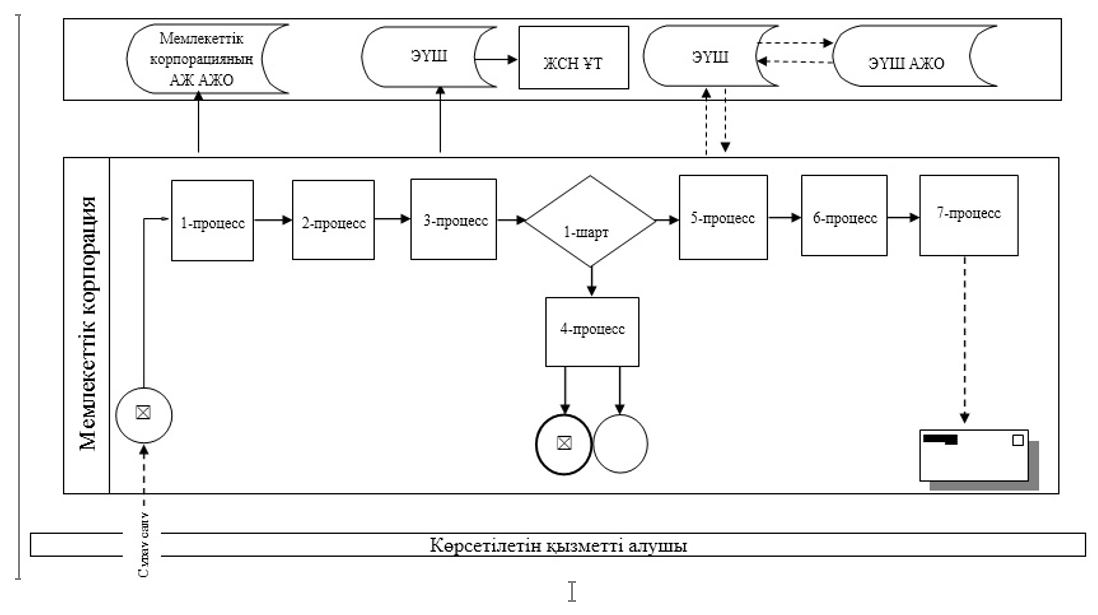 Мемлекеттік
корпорацияның
АЖ АЖО
ЭҮШ
ЖСН ҰТ
ЭҮШ
ЭҮШ АЖО
Мемлекеттік корпорация
1-процесс
2-процесс
3-процесс
1-шарт
5-процесс
6-процесс
7-процесс
4-процесс
Сұрау салу
Көрсетілетін қызметті алушы